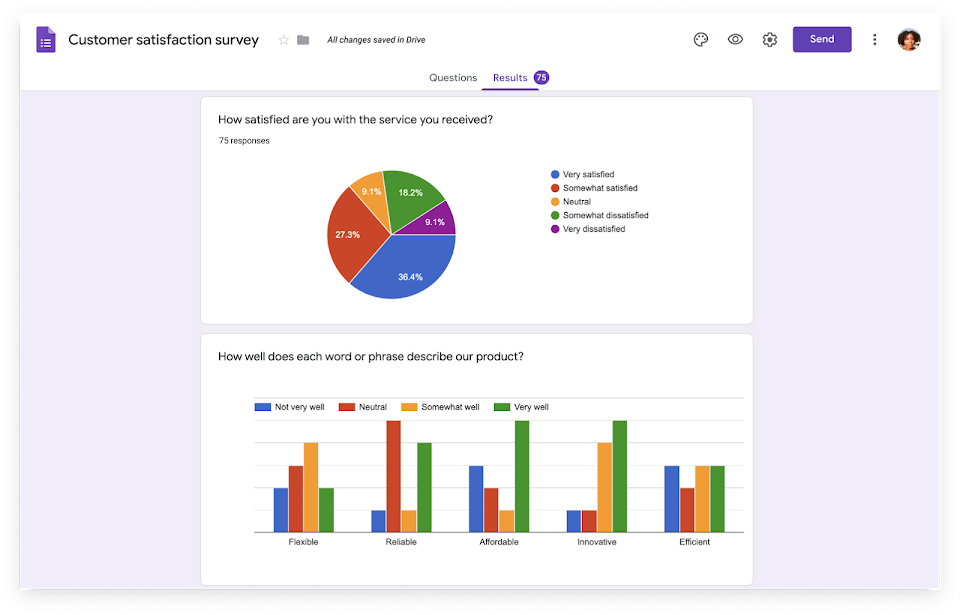 Customer satisfaction survey
All changes saved in Drive
Send
Questions
Results 75
How satisfied are you with the service you received?
75 responses
9.1%
18.2%
9.1%
27.3%
36.4%
Very satisfied
Somewhat satisfied
Neutral
Somewhat dissatisfied
Very dissatisfied
How well does each word or phrase describe our product?
Not very well
Neutral
Somewhat well
Very well
Flexible
Reliable
Affordable
Innovative
Efficient